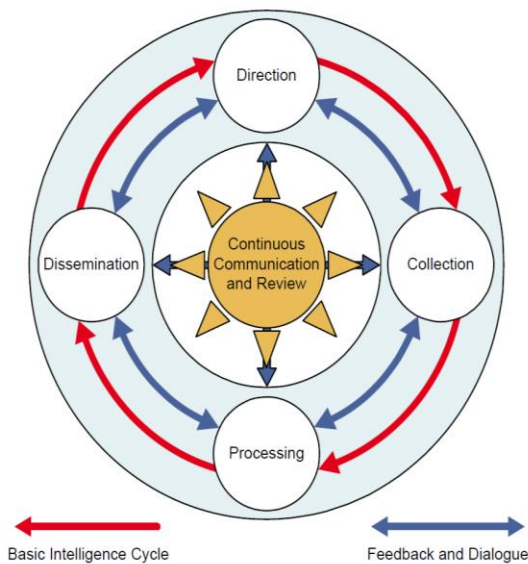 Direction
Dissemination
Continuous
Communication
and Review
Collection
Processing
Basic Intelligence Cycle
Feedback and Dialogue